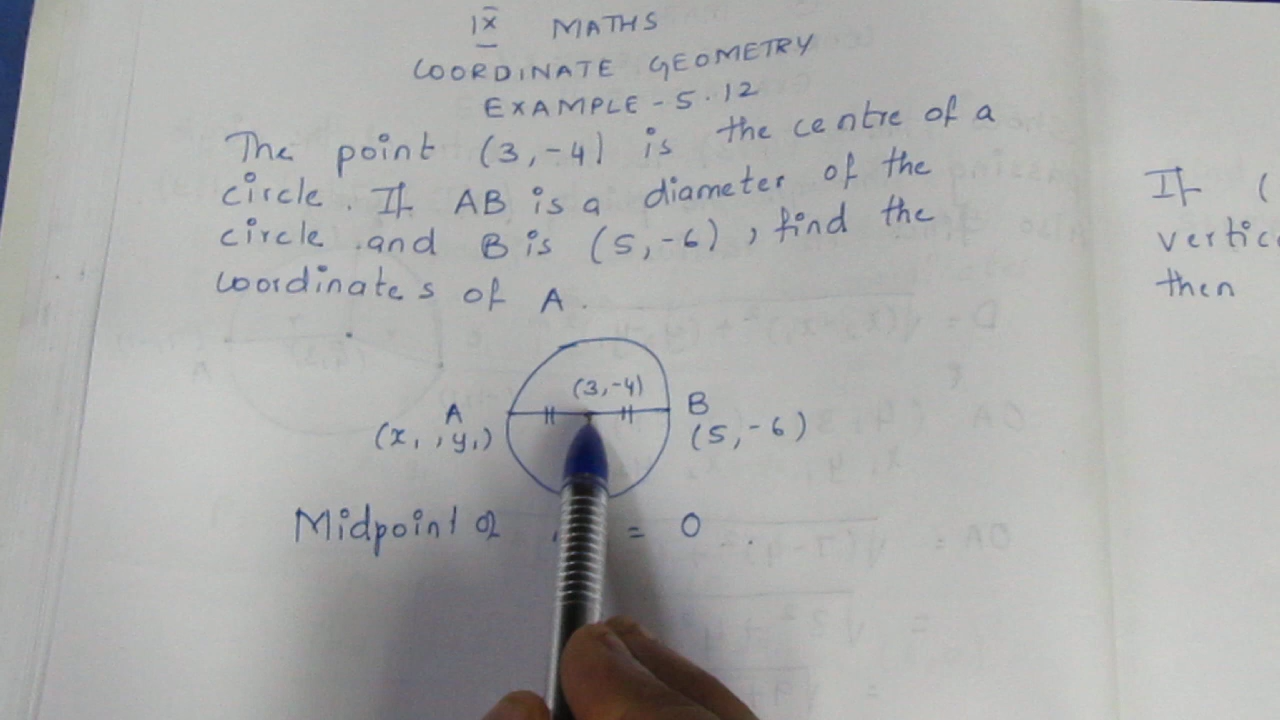 IX MATHS
COORDINATE GEOMETRY
EXAMPLE - 5.12
The point (3,-4) is the centre of a
circle. If AB is a diameter of the
circle .and B is (5,-6), find the
coordinates of A.
(3,-4)
A
B
(x₁, y₁)
(5,-6)
Midpoint of = O
If (
then